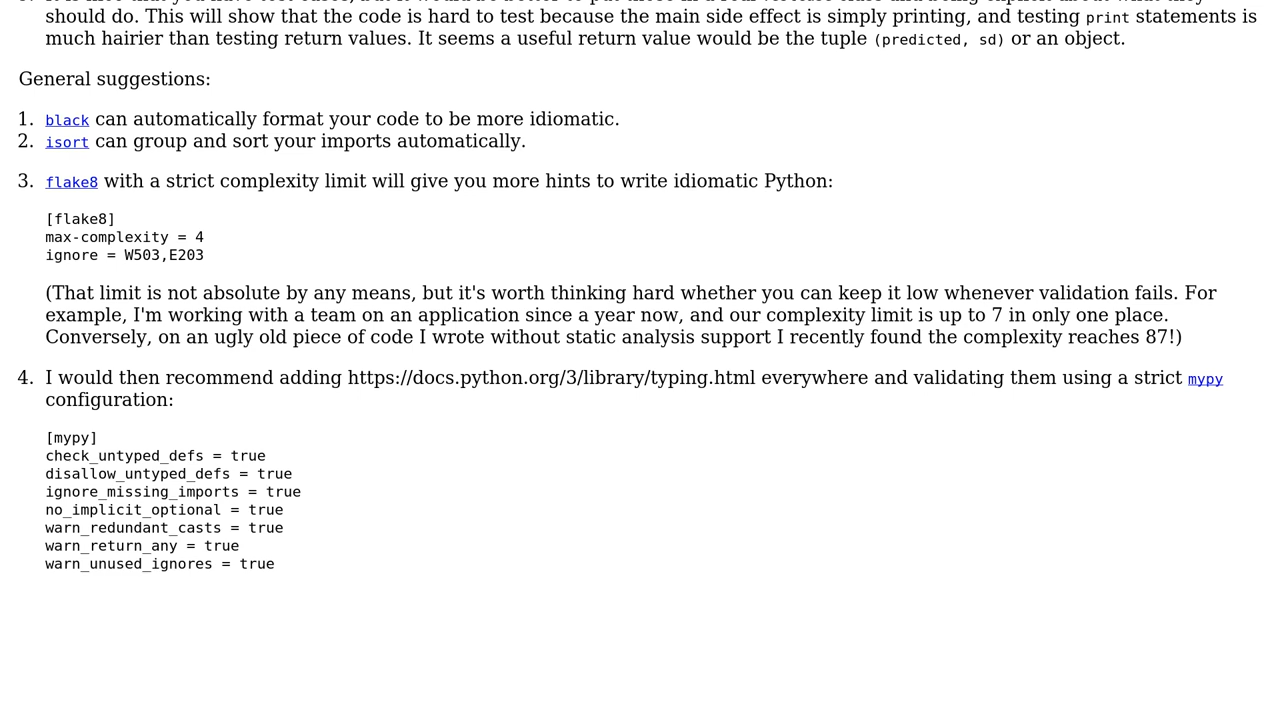 should do. This will show that the code is hard to test because the main side effect is simply printing, and testing print statements is
much hairier than testing return values. It seems a useful return value would be the tuple (predicted, sd) or an object.
General suggestions:
1. black can automatically format your code to be more idiomatic.
2. isort can group and sort your imports automatically.
3. flake8 with a strict complexity limit will give you more hints to write idiomatic Python:
[flake8]
max-complexity = 4
ignore = W503,E203
(That limit is not absolute by any means, but it's worth thinking hard whether you can keep it low whenever validation fails. For
example, I'm working with a team on an application since a year now, and our complexity limit is up to 7 in only one place.
Conversely, on an ugly old piece of code I wrote without static analysis support I recently found the complexity reaches 87!)
4. I would then recommend adding https://docs.python.org/3/library/typing.html everywhere and validating them using a strict mypy
configuration:
[mypy]
check_untyped_defs = true
disallow_untyped_defs = true
ignore_missing_imports = true
no_implicit_optional = true
warn_redundant_casts = true
warn_return_any = true
warn_unused_ignores = true